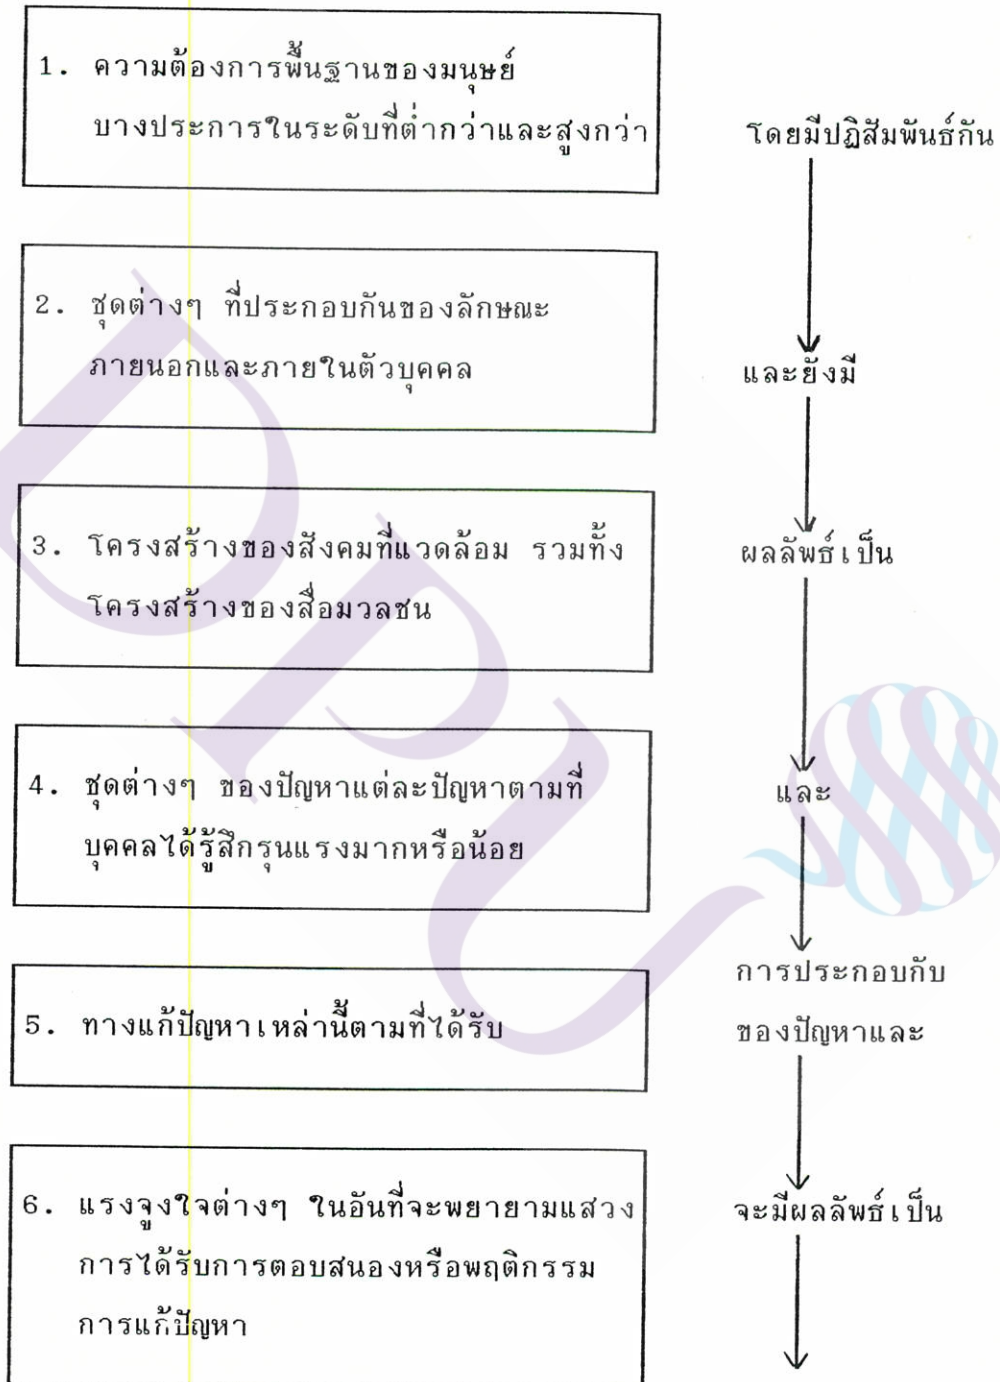 1. ความต้องการพื้นฐานของมนุษย์
บางประการในระดับที่ต่ำกว่าและสูงกว่า
โดยมีปฏิสัมพันธ์กัน
2. ชุดต่างๆ ที่ประกอบกันของลักษณะ
ภายนอกและภายในตัวบุคคล
และยังมี
3. โครงสร้างของสังคมที่แวดล้อม รวมทั้ง
โครงสร้างของสื่อมวลชน
ผลลัพธ์เป็น
4. ชุดต่างๆ ของปัญหาแต่ละปัญหาตามที่
บุคคลได้รู้สึกรุนแรงมากหรือน้อย
และ
5. ทางแก้ปัญหาเหล่านี้ตามที่ได้รับ
การประกอบกับ
ของปัญหาและ
6. แรงจูงใจต่างๆ ในอันที่จะพยายามแสวง
การได้รับการตอบสนองหรือพฤติกรรม
การแก้ปัญหา
จะมีผลลัพธ์เป็น
DPU